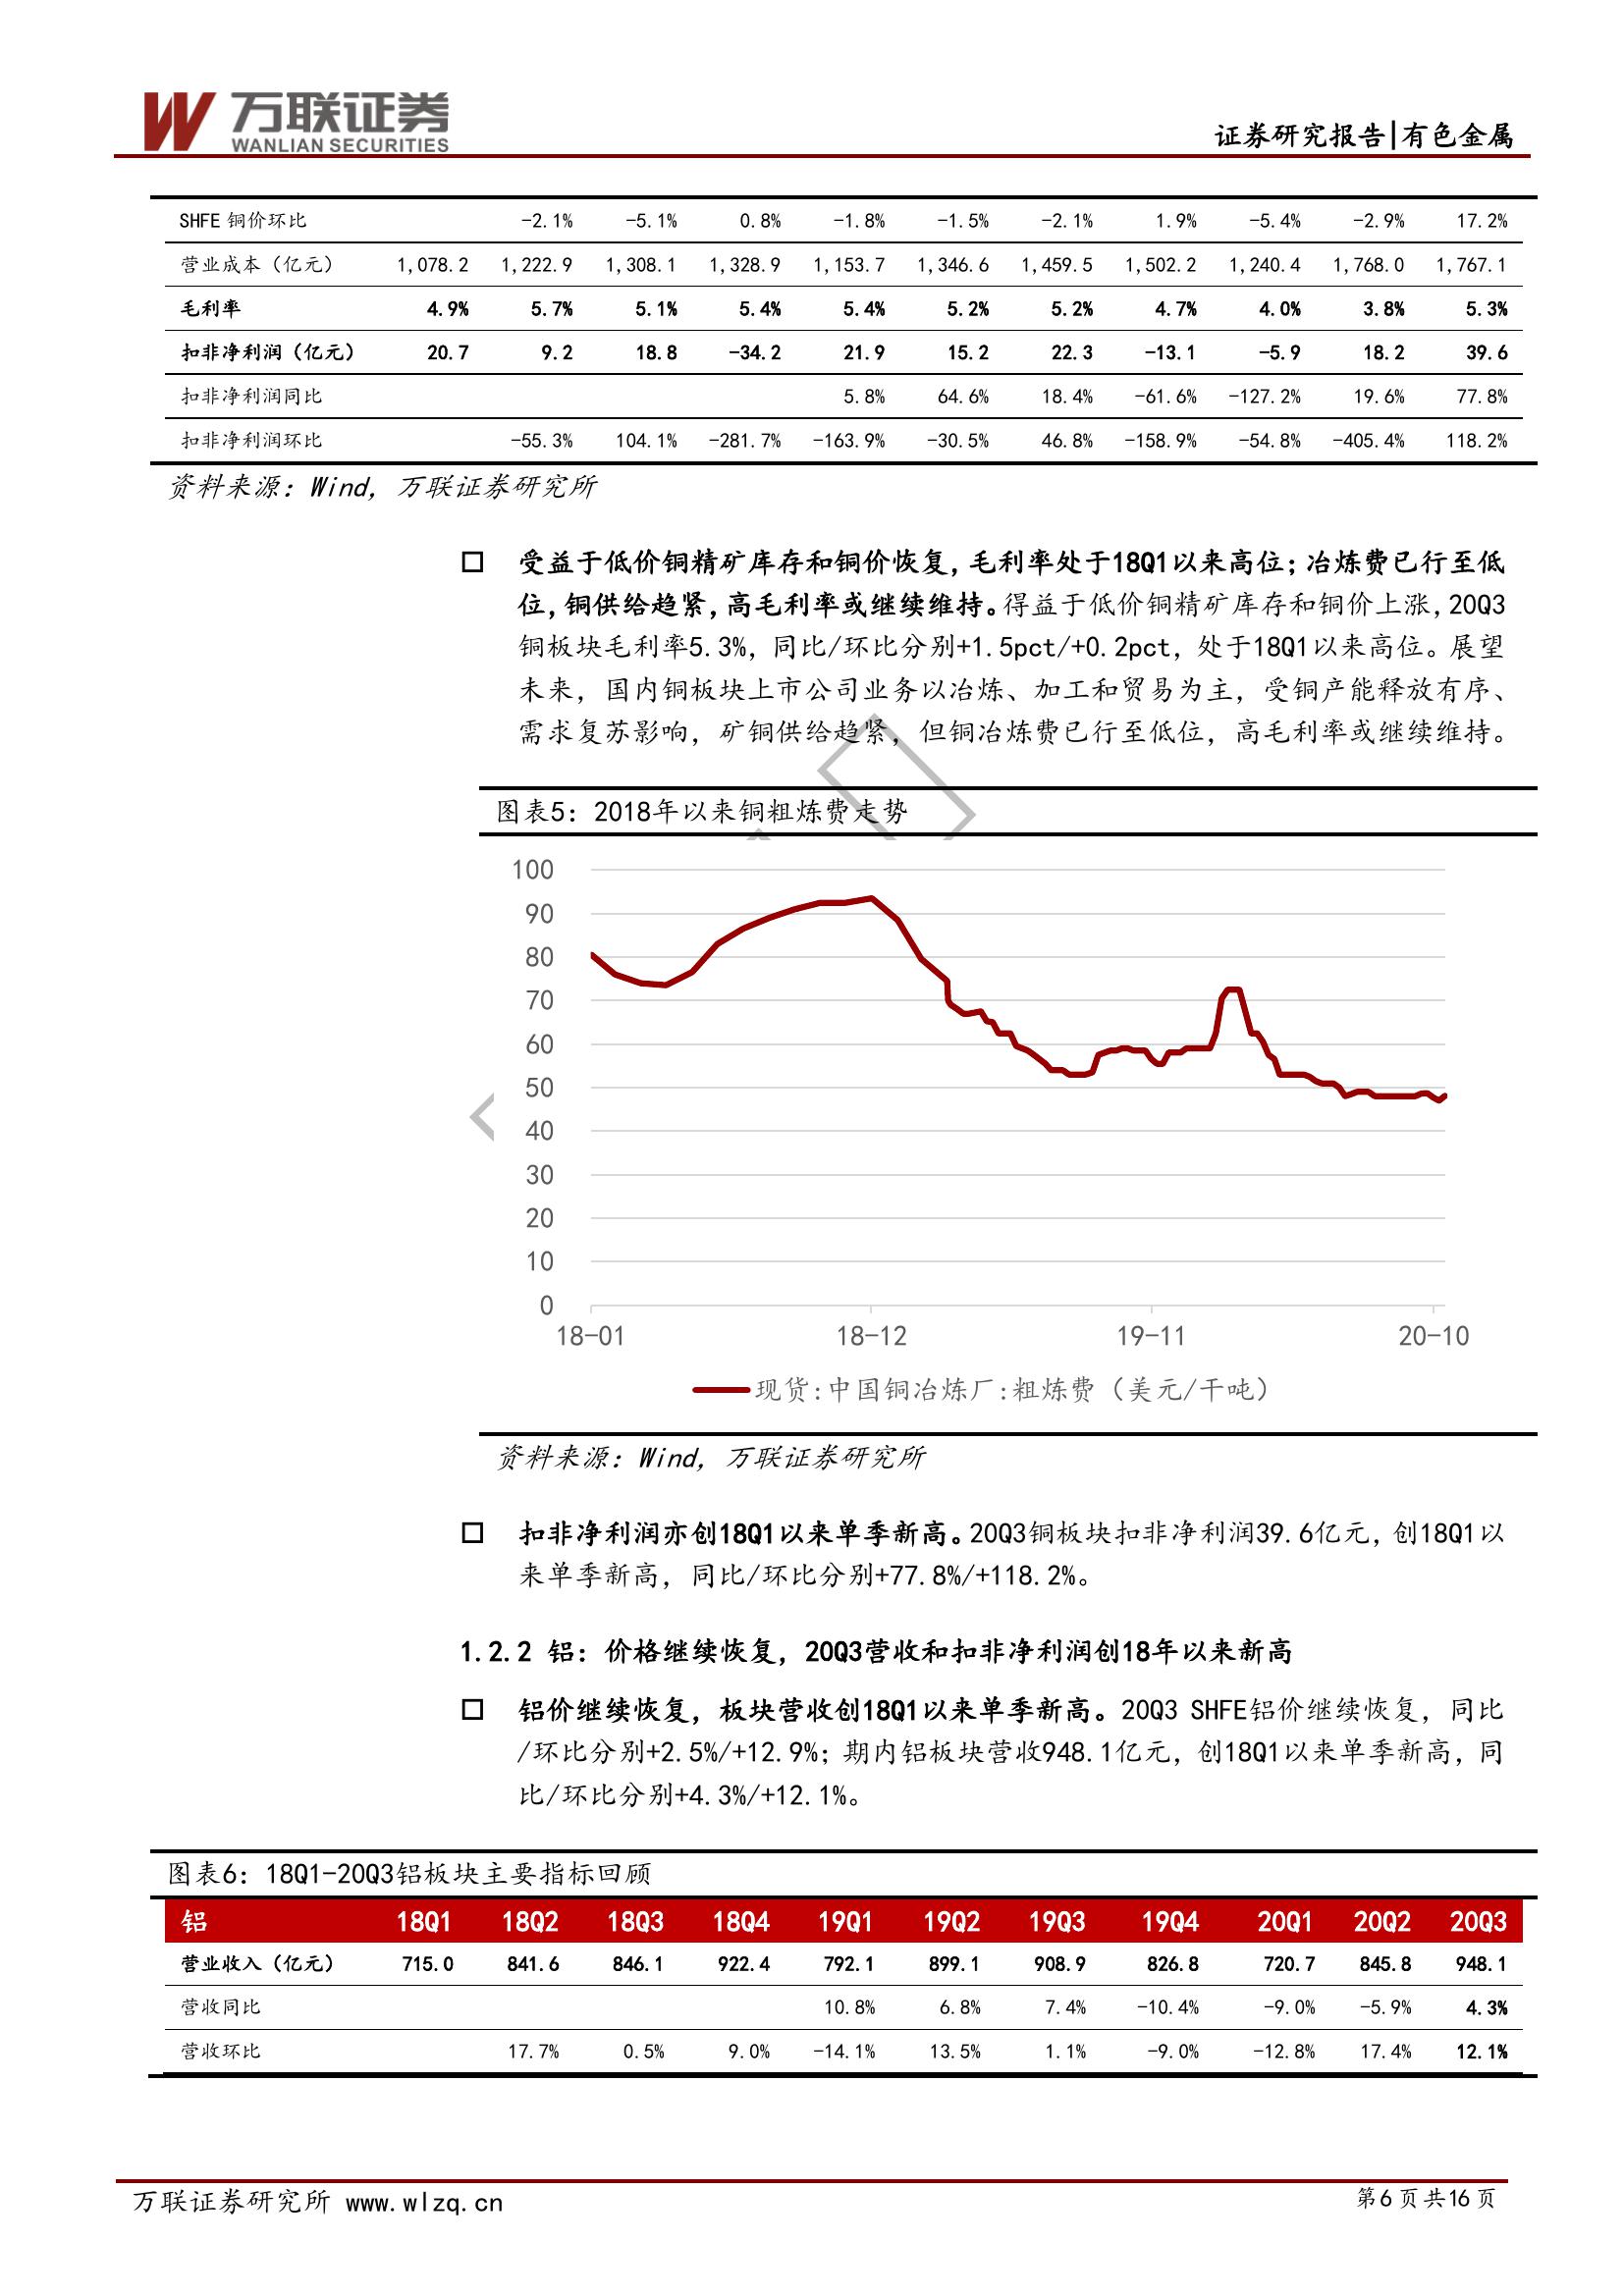 万联证券
WANLIAN SECURITIES
证券研究报告|有色金属
SHFE 铜价环比 -2.1% -5.1% 0.8% -1.8% -1.5% -2.1% 1.9% -5.4% -2.9% 17.2%
营业成本（亿元） 1,078.2 1,222.9 1,308.1 1,328.9 1,153.7 1,346.6 1,459.5 1,502.2 1,240.4 1,768.0 1,767.1
毛利率 4.9% 5.7% 5.1% 5.4% 5.4% 5.2% 5.2% 4.7% 4.0% 3.8% 5.3%
扣非净利润（亿元） 20.7 9.2 18.8 -34.2 21.9 15.2 22.3 -13.1 -5.9 18.2 39.6
扣非净利润同比 5.8% 64.6% 18.4% -61.6% -127.2% 19.6% 77.8%
扣非净利润环比 -55.3% 104.1% -281.7% -163.9% -30.5% 46.8% -158.9% -54.8% -405.4% 118.2%
资料来源：Wind，万联证券研究所
受益于低价铜精矿库存和铜价恢复，毛利率处于18Q1以来高位；冶炼费已行至低
位，铜供给趋紧，高毛利率或继续维持。得益于低价铜精矿库存和铜价上涨，20Q3
铜板块毛利率5.3%，同比/环比分别+1.5pct/+0.2pct，处于18Q1以来高位。展望
未来，国内铜板块上市公司业务以冶炼、加工和贸易为主，受铜产能释放有序、
需求复苏影响，矿铜供给趋紧，但铜冶炼费已行至低位，高毛利率或继续维持。
图表5：2018年以来铜粗炼费走势
100
90
80
70
60
50
40
30
20
10
0
18-01 18-12 19-11 20-10
现货:中国铜冶炼厂:粗炼费（美元/干吨）
资料来源：Wind，万联证券研究所
扣非净利润亦创18Q1以来单季新高。20Q3铜板块扣非净利润39.6亿元，创18Q1以
来单季新高，同比/环比分别+77.8%/+118.2%。
1.2.2 铝：价格继续恢复，20Q3营收和扣非净利润创18年以来新高
铝价继续恢复，板块营收创18Q1以来单季新高。20Q3 SHFE铝价继续恢复，同比
/环比分别+2.5%/+12.9%；期内铝板块营收948.1亿元，创18Q1以来单季新高，同
比/环比分别+4.3%/+12.1%。
图表6：18Q1-20Q3铝板块主要指标回顾
铝 18Q1 18Q2 18Q3 18Q4 19Q1 19Q2 19Q3 19Q4 20Q1 20Q2 20Q3
营业收入（亿元） 715.0 841.6 846.1 922.4 792.1 899.1 908.9 826.8 720.7 845.8 948.1
营收同比 10.8% 6.8% 7.4% -10.4% -9.0% -5.9% 4.3%
营收环比 17.7% 0.5% 9.0% -14.1% 13.5% 1.1% -9.0% -12.8% 17.4% 12.1%
万联证券研究所 www.wlzq.cn
第6页共16页